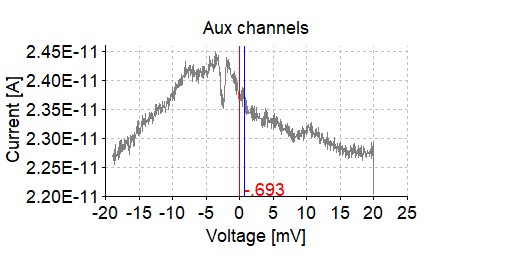 Aux channels
2.45E-11
2.40E-11
2.35E-11
2.30E-11
2.25E-11
2.20E-11
Current [A]
-.693
-20 -15 -10 -5 0 5 10 15 20 25
Voltage [mV]